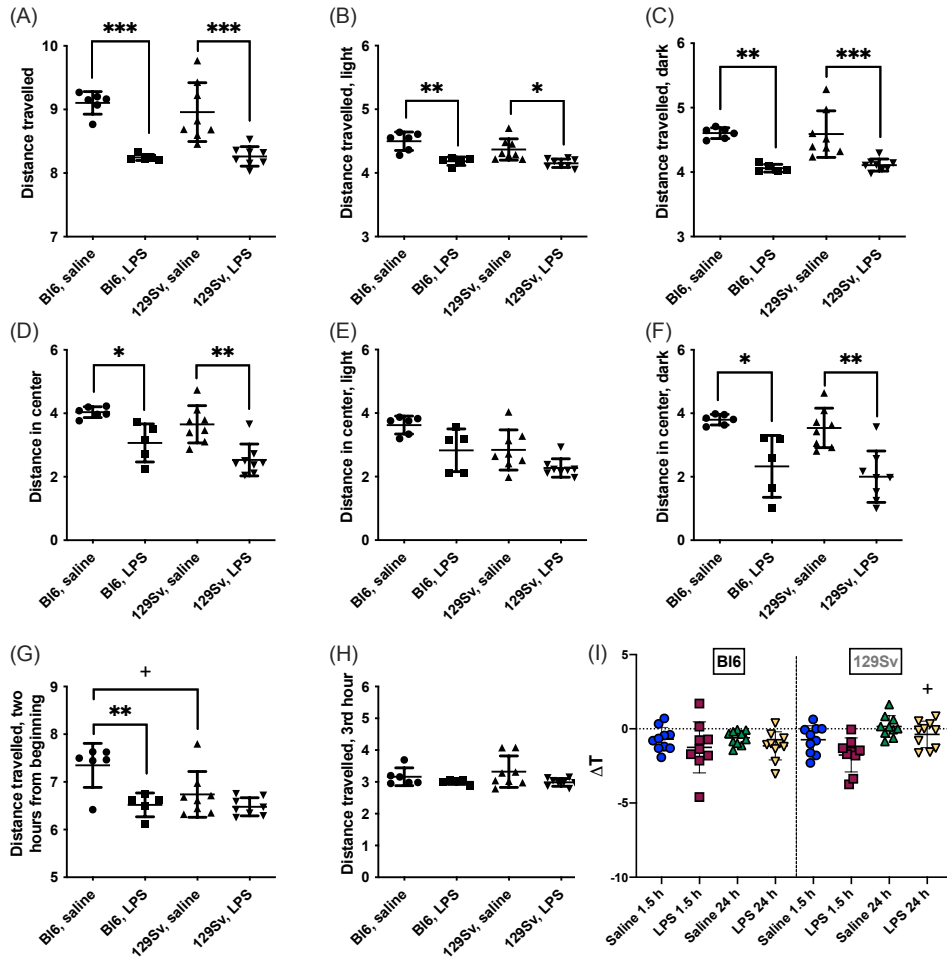 (A)
Distance travelled
10
9
8
7
***
***
Bl6, saline
Bl6, LPS
129Sv, saline
129Sv, LPS
(B)
Distance travelled, light
6
5
4
3
**
*
Bl6, saline
Bl6, LPS
129Sv, saline
129Sv, LPS
(C)
Distance travelled, dark
6
5
4
3
**
***
Bl6, saline
Bl6, LPS
129Sv, saline
129Sv, LPS
(D)
Distance in center
6
4
2
0
*
**
Bl6, saline
Bl6, LPS
129Sv, saline
129Sv, LPS
(E)
Distance in center, light
6
4
2
0
Bl6, saline
Bl6, LPS
129Sv, saline
129Sv, LPS
(F)
Distance in center, dark
6
4
2
0
*
**
Bl6, saline
Bl6, LPS
129Sv, saline
129Sv, LPS
(G)
Distance travelled, two
hours from beginning
9
8
7
6
5
+
**
Bl6, saline
Bl6, LPS
129Sv, saline
129Sv, LPS
(H)
Distance travelled, 3rd hour
6
5
4
3
2
1
0
Bl6, saline
Bl6, LPS
129Sv, saline
129Sv, LPS
(I)
ΔT
5
0
-5
-10
Bl6
129Sv
+
Saline 1.5 h
LPS 1.5 h
Saline 24 h
LPS 24 h
Saline 1.5 h
LPS 1.5 h
Saline 24 h
LPS 24 h